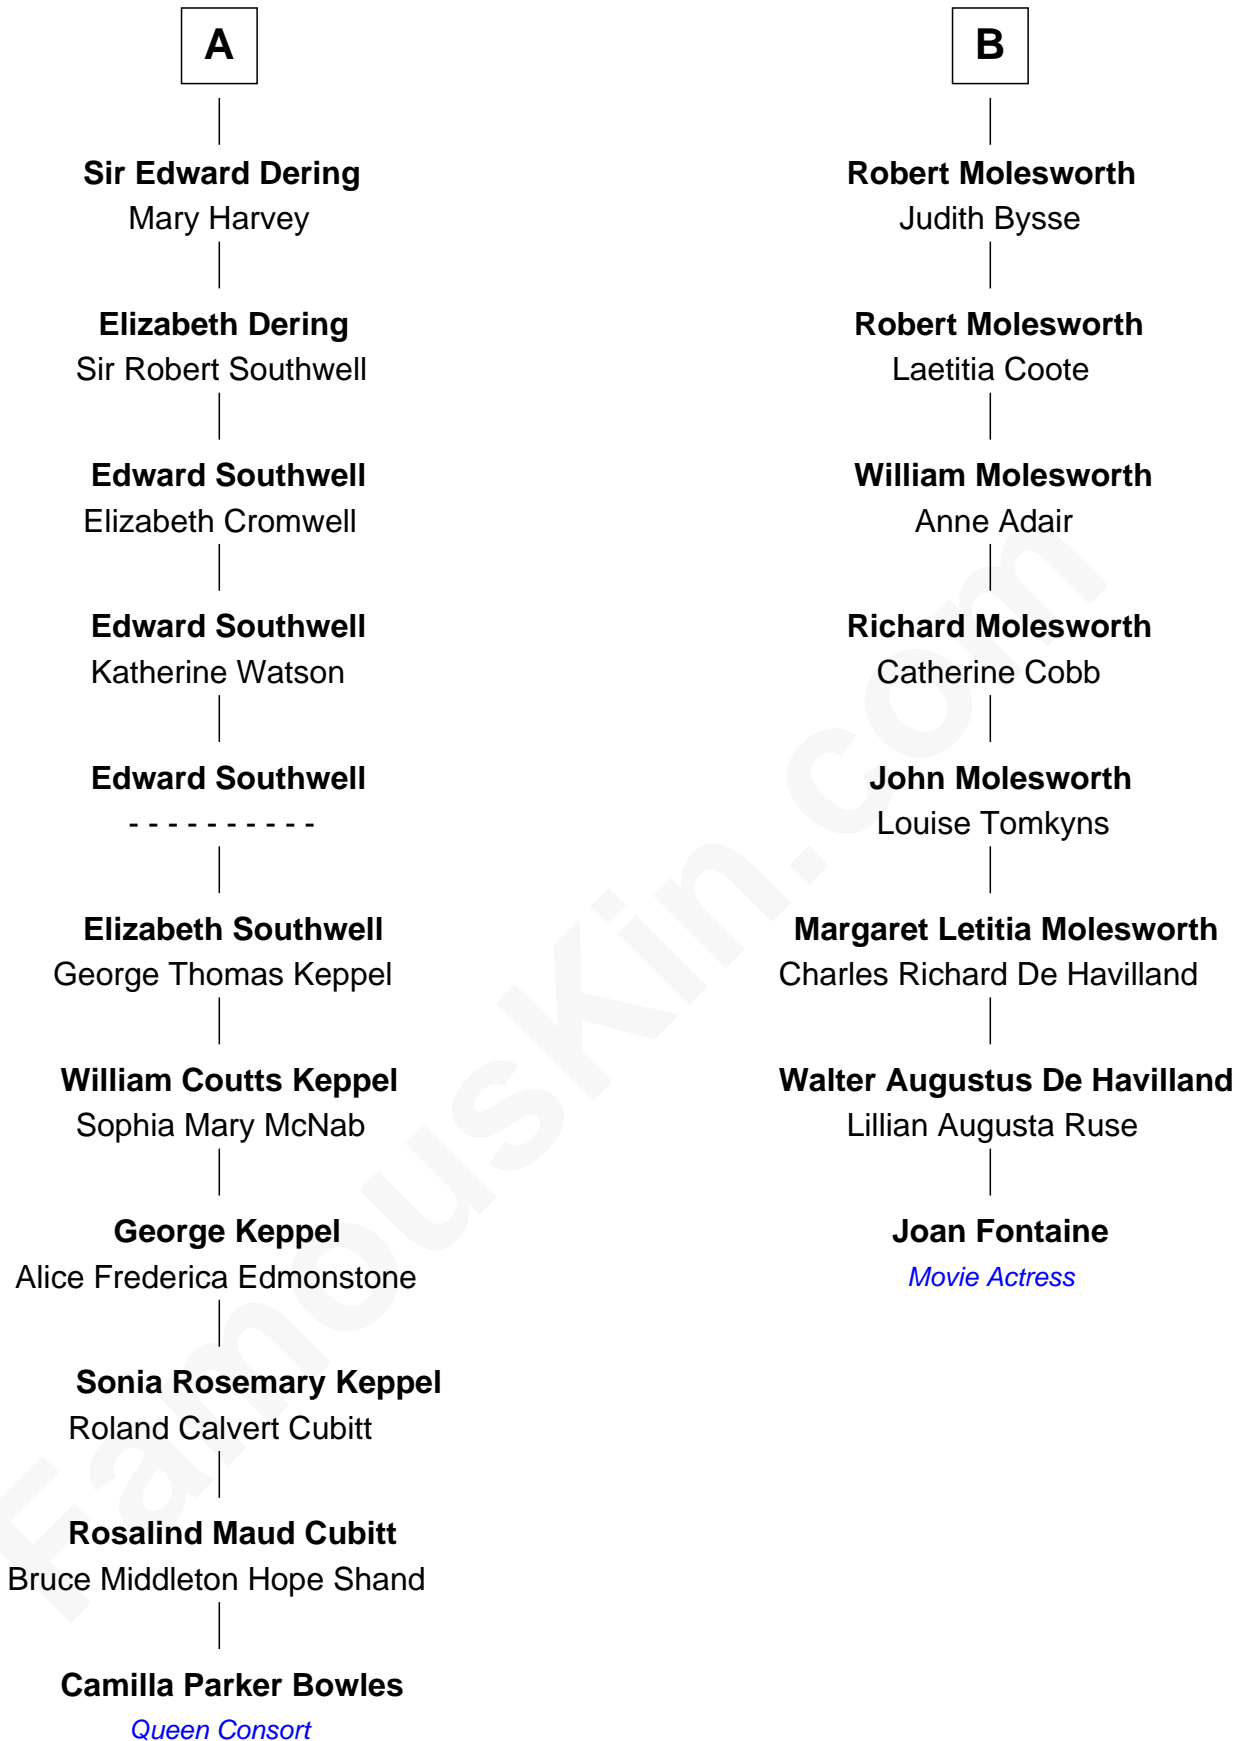 A
Sir Edward Dering
Mary Harvey
Elizabeth Dering
Sir Robert Southwell
Edward Southwell
Elizabeth Cromwell
Edward Southwell
Katherine Watson
Edward Southwell
- - - - - - - - - -
Elizabeth Southwell
George Thomas Keppel
William Coutts Keppel
Sophia Mary McNab
George Keppel
Alice Frederica Edmonstone
Sonia Rosemary Keppel
Roland Calvert Cubitt
Rosalind Maud Cubitt
Bruce Middleton Hope Shand
Camilla Parker Bowles
Queen Consort
B
Robert Molesworth
Judith Bysse
Robert Molesworth
Laetitia Coote
William Molesworth
Anne Adair
Richard Molesworth
Catherine Cobb
John Molesworth
Louise Tomkyns
Margaret Letitia Molesworth
Charles Richard De Havilland
Walter Augustus De Havilland
Lillian Augusta Ruse
Joan Fontaine
Movie Actress
FamousKin.com